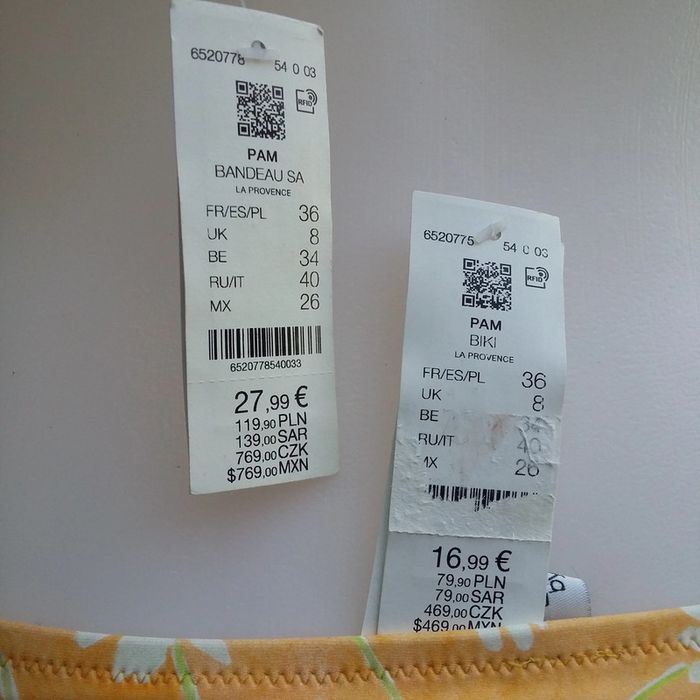 6520778 54 0 03
RFID
PAM
BANDEAU SA
LA PROVENCE
FR/ES/PL 36
UK 8
BE 34
RU/IT 40
MX 26
6520778540033
27,99 €
119,90 PLN
139,00 SAR
769,00 CZK
$769,00 MXN
6520775 54 0 03
RFID
PAM
BIKI
LA PROVENCE
FR/ES/PL 36
UK 8
BE 34
RU/IT 40
MX 26
16,99 €
79,90 PLN
79,00 SAR
469,00 CZK
$469,00 MXN